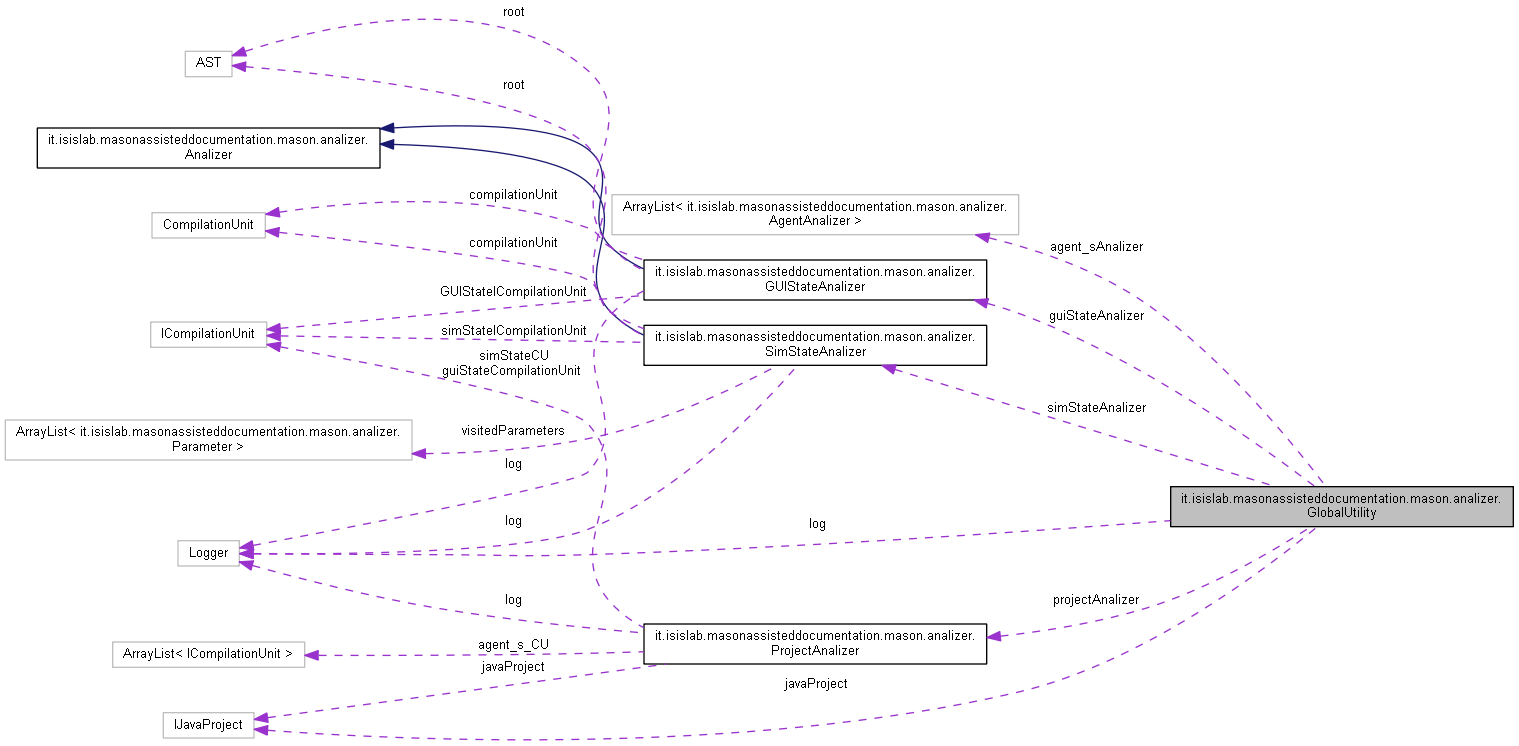 root
AST
root
it.isislab.masonassisteddocumentation.mason.analizer.
Analizer
compilationUnit
ArrayList< it.isislab.masonassisteddocumentation.mason.analizer.
AgentAnalizer >
CompilationUnit
compilationUnit
agent_sAnalizer
it.isislab.masonassisteddocumentation.mason.analizer.
GUIStateAnalizer
GUIStateICompilationUnit
guiStateAnalizer
ICompilationUnit
simStateICompilationUnit
it.isislab.masonassisteddocumentation.mason.analizer.
SimStateAnalizer
simStateCU
guiStateCompilationUnit
simStateAnalizer
ArrayList< it.isislab.masonassisteddocumentation.mason.analizer.
Parameter >
visitedParameters
log
it.isislab.masonassisteddocumentation.mason.analizer.
GlobalUtility
log
log
Logger
log
projectAnalizer
it.isislab.masonassisteddocumentation.mason.analizer.
ProjectAnalizer
ArrayList< ICompilationUnit >
agent_s_CU
javaProject
javaProject
IJavaProject